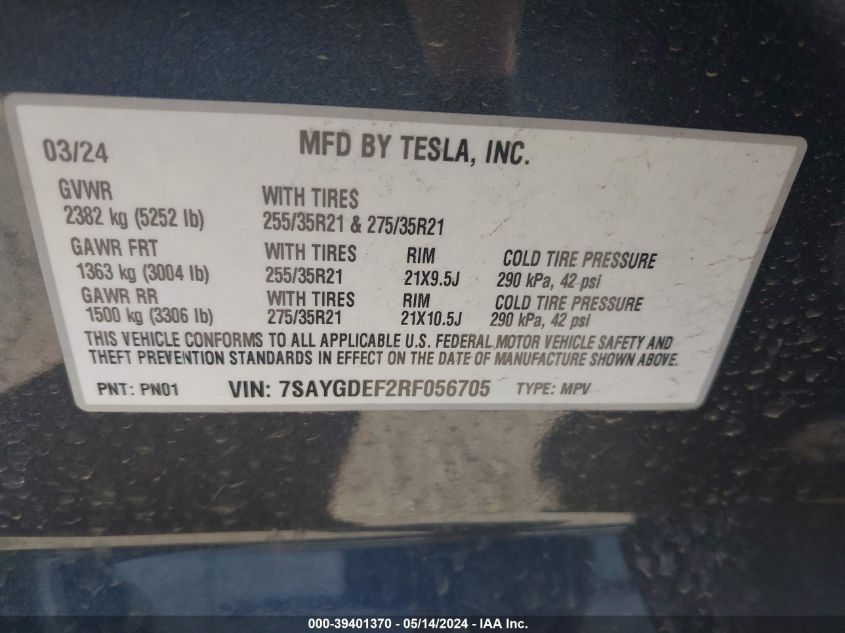 03/24 MFD BY TESLA, INC.
GVWR WITH TIRES
2382 kg (5252 lb) 255/35R21 & 275/35R21
GAWR FRT WITH TIRES RIM COLD TIRE PRESSURE
1363 kg (3004 lb) 255/35R21 21X9.5J 290 kPa, 42 psi
GAWR RR WITH TIRES RIM COLD TIRE PRESSURE
1500 kg (3306 lb) 275/35R21 21X10.5J 290 kPa, 42 psi
THIS VEHICLE CONFORMS TO ALL APPLICABLE U.S. FEDERAL MOTOR VEHICLE SAFETY AND
THEFT PREVENTION STANDARDS IN EFFECT ON THE DATE OF MANUFACTURE SHOWN ABOVE.
PNT: PN01 VIN: 7SAYGDEF2RF056705 TYPE: MPV
000-39401370 - 05/14/2024 - IAA Inc.